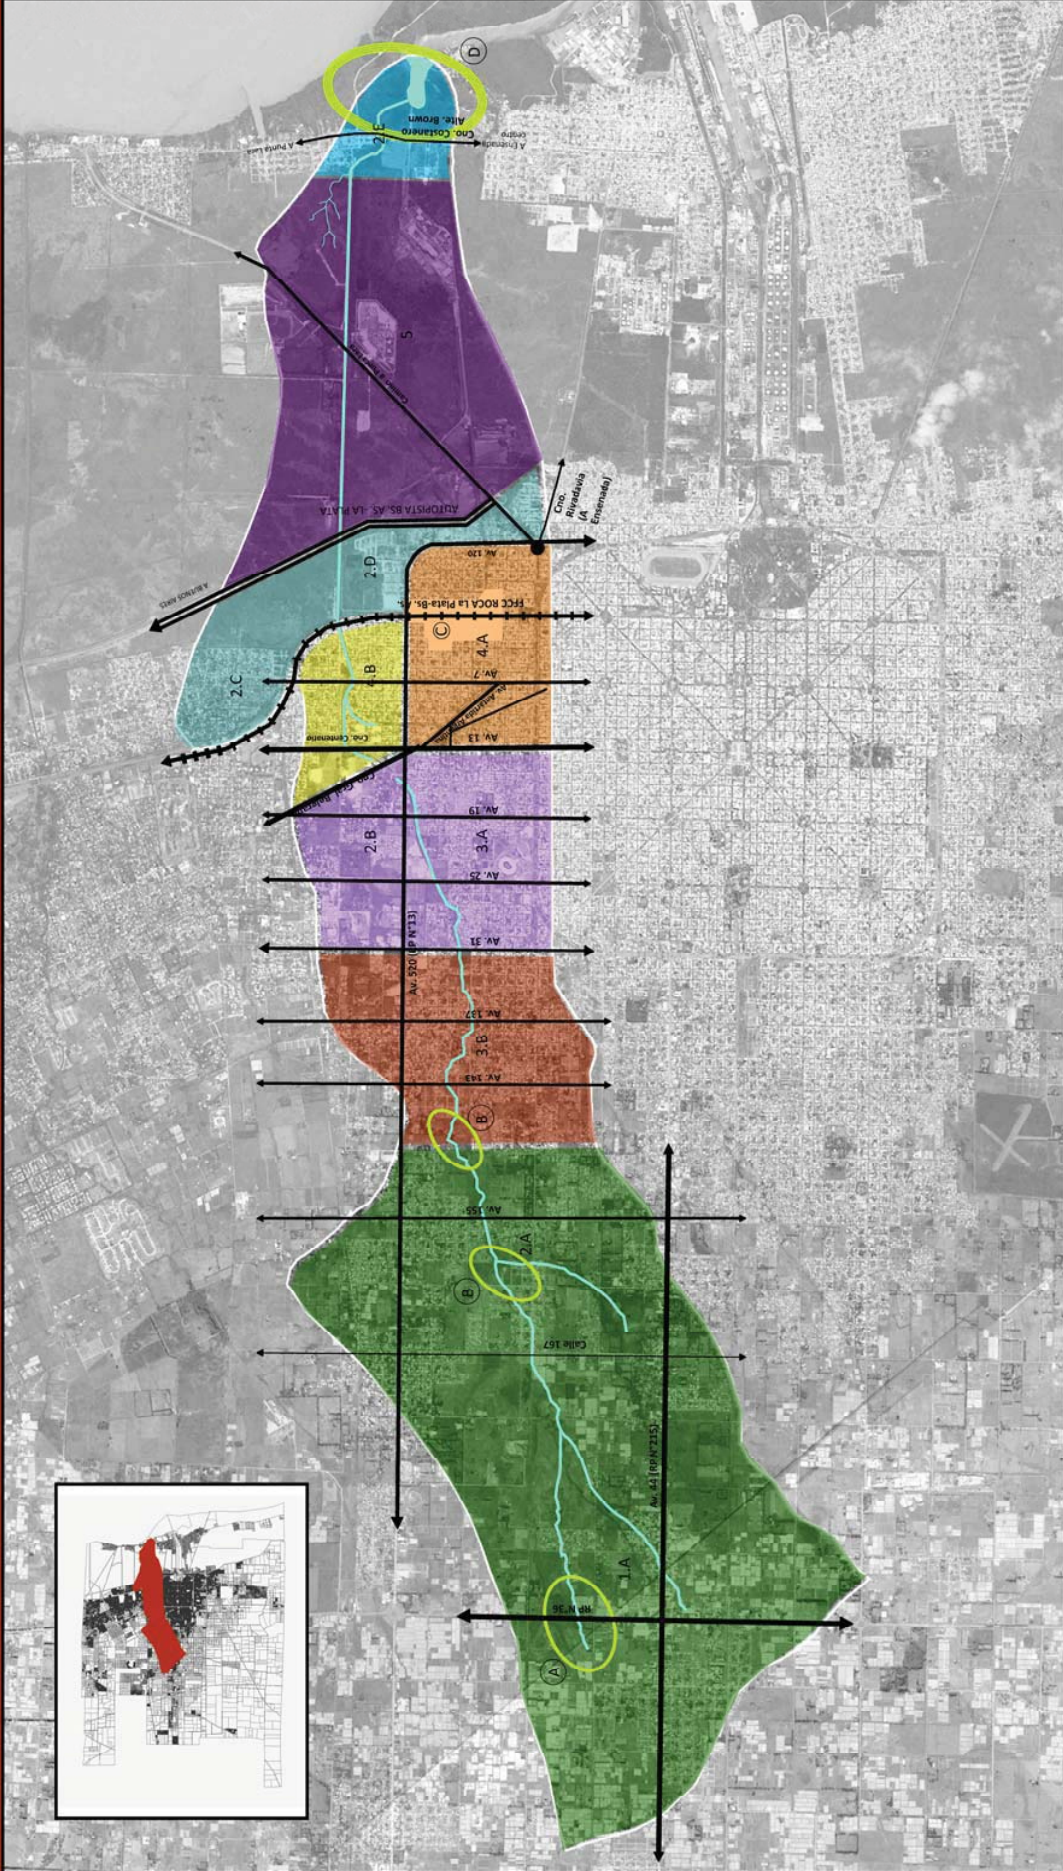 D
Cno. Costanero
Alte. Brown
A Punta Lara
A Ensenada
centro
2.E
5
AUTOPISTA BS. AS. -LA PLATA
A BUENOS AIRES
Cno.
Rivadavia
(A
Ensenada)
Av. 120
2.D
FFCC ROCA La Plata-Bs. As.
C
4.A
2.C
Av. 7
Av. 13
Cno. Centenario
Av. 19
2.B
3.A
Av. 25
Av. 31
Av. 520 (RP N°13)
Av. 137
3.B
Av. 143
B
Av. 155
2.A
B
Calle 167
Av. 44 (RP N°215)
1.A
RP N°36
A